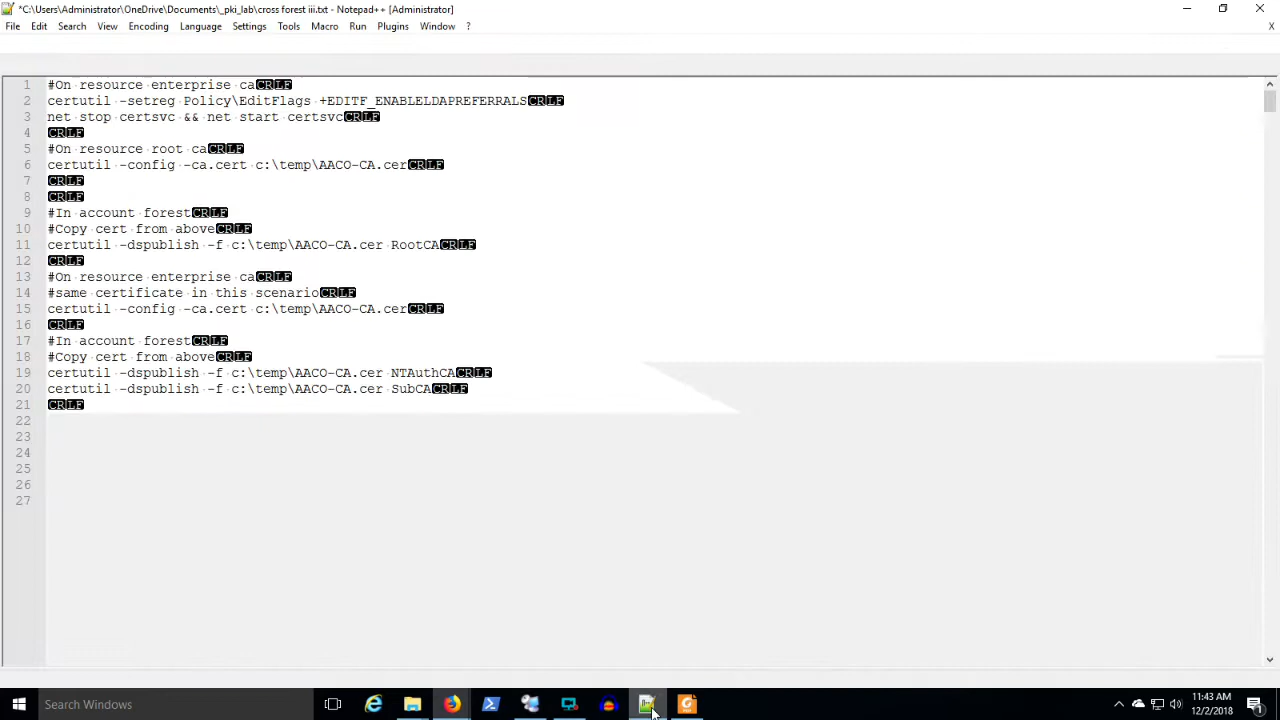 *C:\Users\Administrator\OneDrive\Documents\_pki_lab\cross forest iii.txt - Notepad++ [Administrator]
File Edit Search View Encoding Language Settings Tools Macro Run Plugins Window ? X
1 #On resource enterprise caCRLF
2 certutil -setreg Policy\EditFlags +EDITF_ENABLELDAPREFERRALSCRLF
3 net stop certsvc && net start certsvcCRLF
4 CRLF
5 #On resource root caCRLF
6 certutil -config -ca.cert c:\temp\AACO-CA.cerCRLF
7 CRLF
8 CRLF
9 #In account forestCRLF
10 #Copy cert from aboveCRLF
11 certutil -dspublish -f c:\temp\AACO-CA.cer RootCACRLF
12 CRLF
13 #On resource enterprise caCRLF
14 #same certificate in this scenarioCRLF
15 certutil -config -ca.cert c:\temp\AACO-CA.cerCRLF
16 CRLF
17 #In account forestCRLF
18 #Copy cert from aboveCRLF
19 certutil -dspublish -f c:\temp\AACO-CA.cer NTAuthCACRLF
20 certutil -dspublish -f c:\temp\AACO-CA.cer SubCACRLF
21 CRLF
22
23
24
25
26
27
Search Windows
11:43 AM
12/2/2018